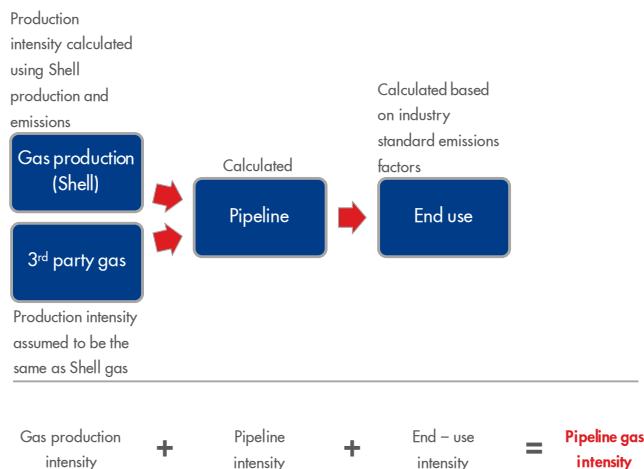 Production
intensity calculated
using Shell
production and
emissions
Gas production
(Shell)
3rd party gas
Production intensity
assumed to be the
same as Shell gas
Calculated
Pipeline
Calculated based
on industry
standard emissions
factors
End use
Gas production
intensity
+
Pipeline
intensity
+
End – use
intensity
=
Pipeline gas
intensity